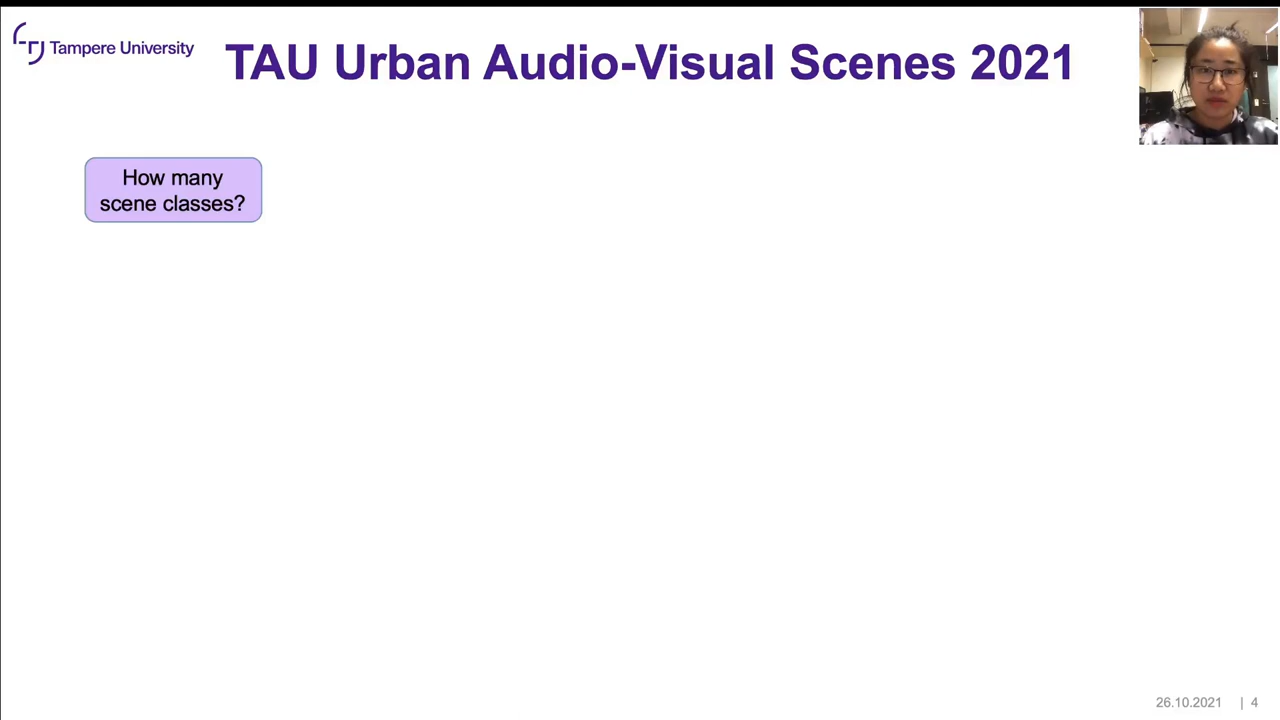 Tampere University
TAU Urban Audio-Visual Scenes 2021
How many
scene classes?
26.10.2021 | 4